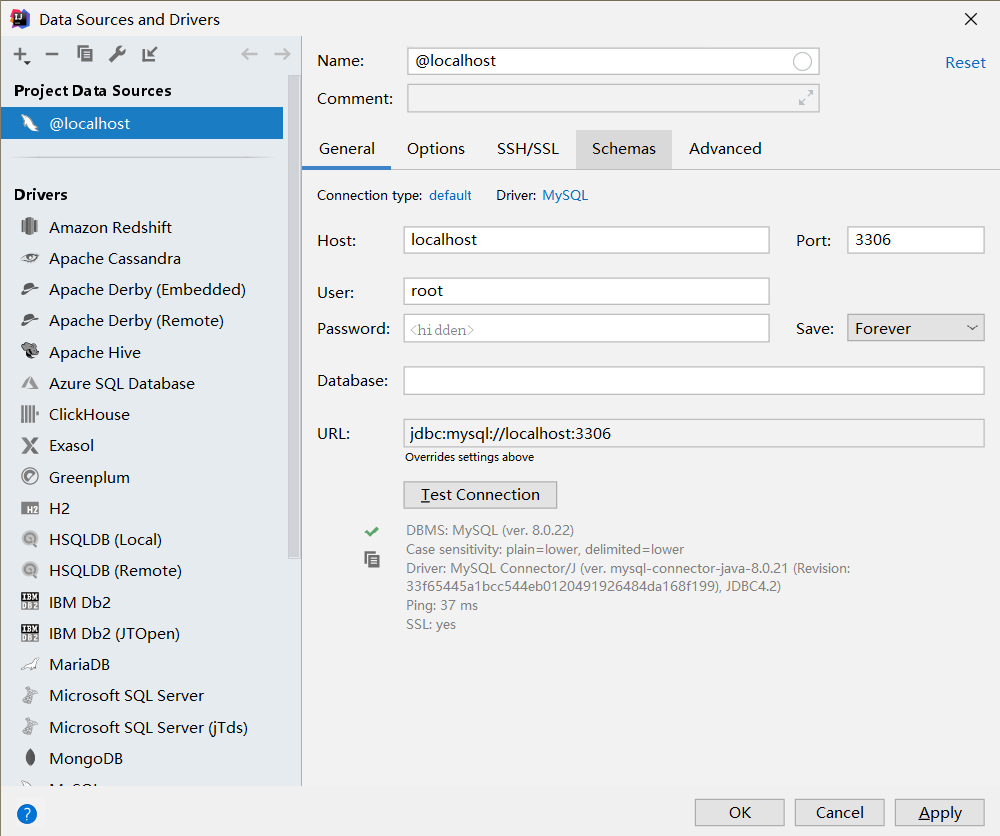 Data Sources and Drivers
Project Data Sources
@localhost
Drivers
Amazon Redshift
Apache Cassandra
Apache Derby (Embedded)
Apache Derby (Remote)
Apache Hive
Azure SQL Database
ClickHouse
Exasol
Greenplum
H2
HSQLDB (Local)
HSQLDB (Remote)
IBM Db2
IBM Db2 (JTOpen)
MariaDB
Microsoft SQL Server
Microsoft SQL Server (jTds)
MongoDB
Name: @localhost
Reset
Comment:
General Options SSH/SSL Schemas Advanced
Connection type: default Driver: MySQL
Host: localhost Port: 3306
User: root
Password: <hidden> Save: Forever
Database:
URL: jdbc:mysql://localhost:3306
Overrides settings above
Test Connection
DBMS: MySQL (ver. 8.0.22)
Case sensitivity: plain=lower, delimited=lower
Driver: MySQL Connector/J (ver. mysql-connector-java-8.0.21 (Revision:
33f65445a1bcc544eb0120491926484da168f199), JDBC4.2)
Ping: 37 ms
SSL: yes
? OK Cancel Apply